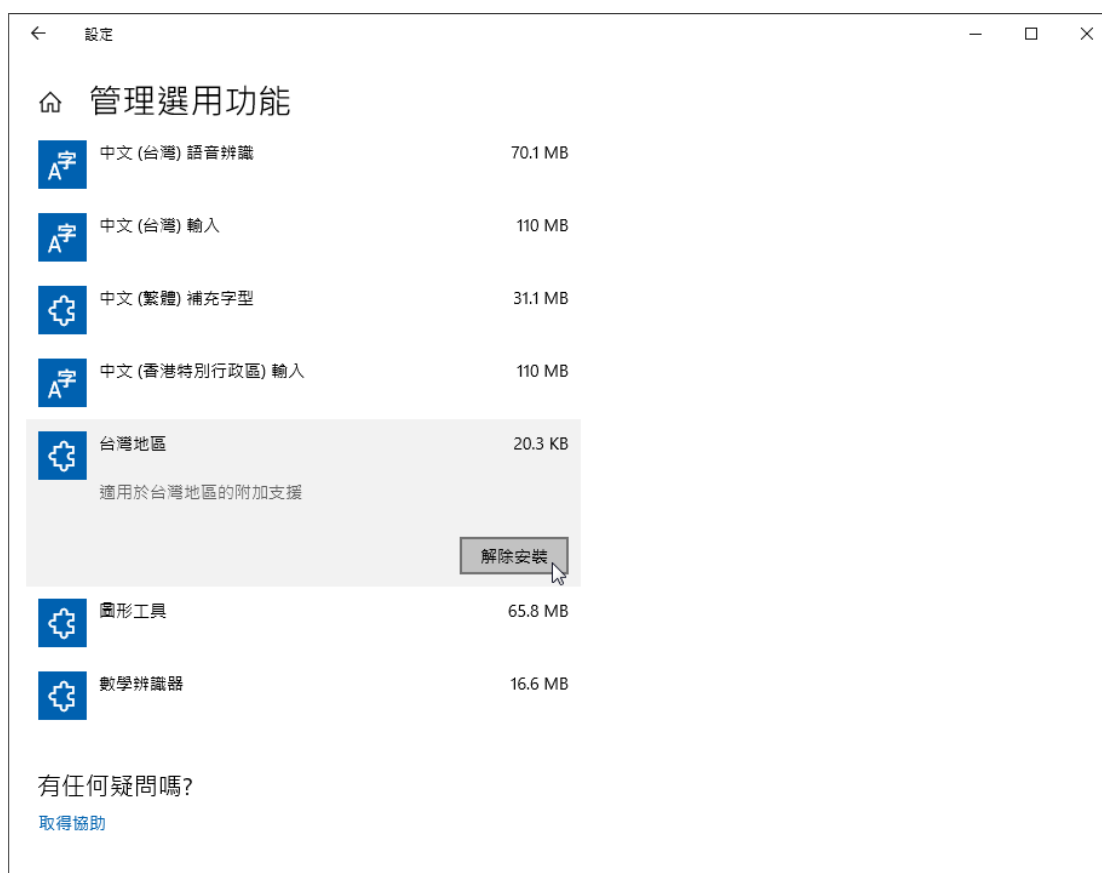 設定
管理選用功能
中文 (台灣) 語音辨識 70.1 MB
中文 (台灣) 輸入 110 MB
中文 (繁體) 補充字型 31.1 MB
中文 (香港特別行政區) 輸入 110 MB
台灣地區 20.3 KB
適用於台灣地區的附加支援
解除安裝
圖形工具 65.8 MB
數學辨識器 16.6 MB
有任何疑問嗎?
取得協助